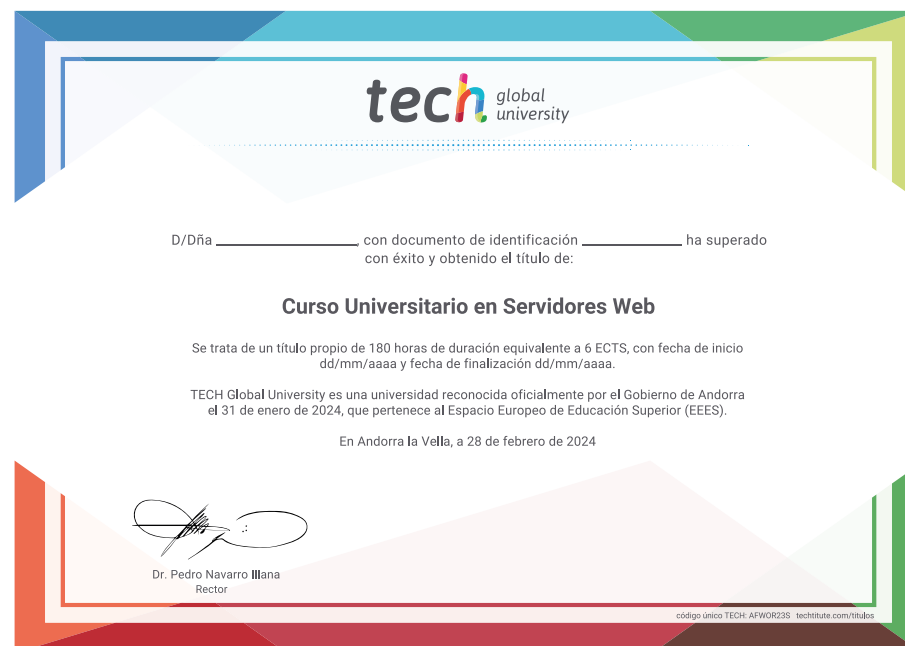 tech global university
D/Dña ____________________, con documento de identificación ______________ ha superado
con éxito y obtenido el título de:
Curso Universitario en Servidores Web
Se trata de un título propio de 180 horas de duración equivalente a 6 ECTS, con fecha de inicio
dd/mm/aaaa y fecha de finalización dd/mm/aaaa.
TECH Global University es una universidad reconocida oficialmente por el Gobierno de Andorra
el 31 de enero de 2024, que pertenece al Espacio Europeo de Educación Superior (EEES).
En Andorra la Vella, a 28 de febrero de 2024
Dr. Pedro Navarro Illana
Rector
código único TECH: AFWOR23S techtitute.com/titulos